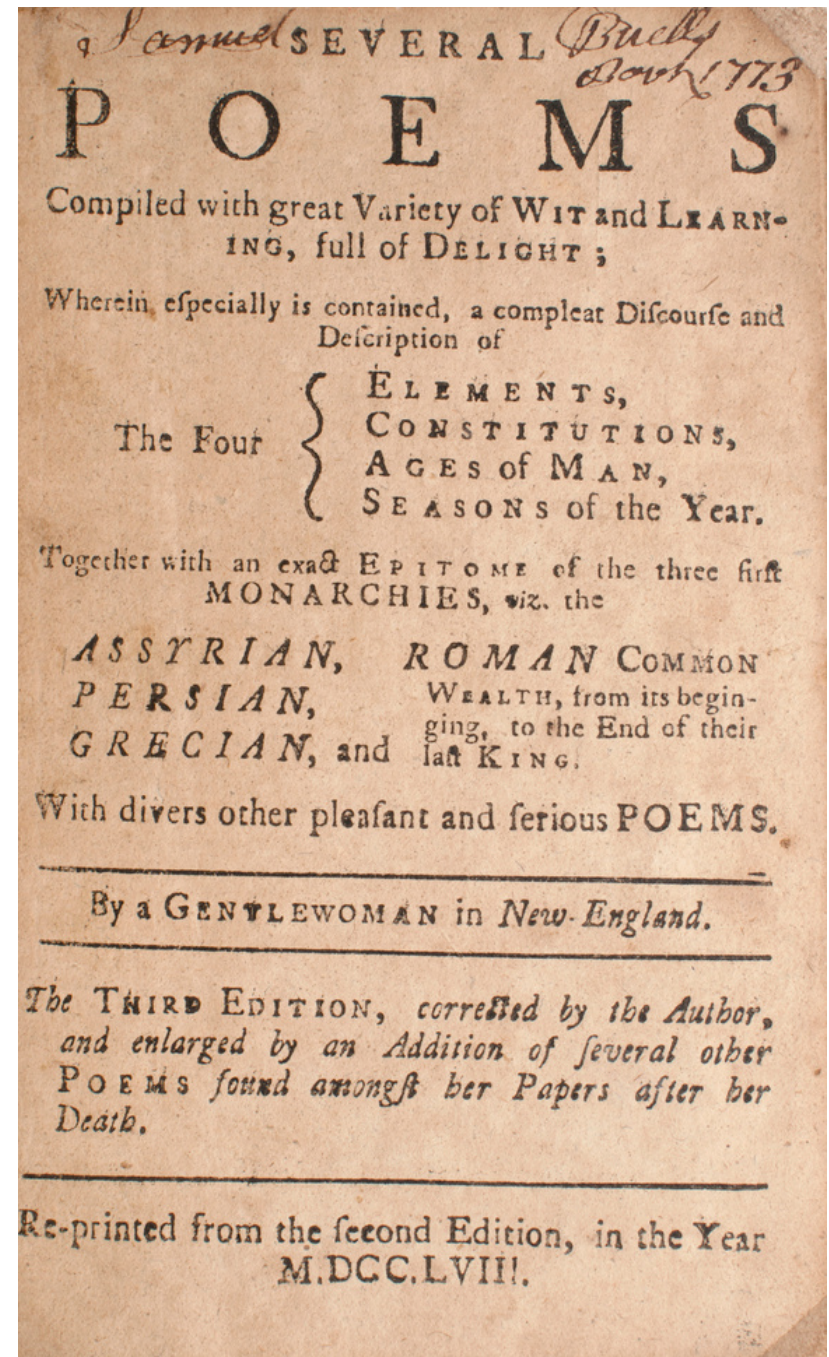 Samuel SEVERAL
1773
P O E M S
Compiled with great Variety of WIT and LEARN-
ING, full of DELIGHT ;
Wherein, eſpecially is contained, a compleat Diſcourſe and
Deſcription of
The Four { ELEMENTS,
CONSTITUTIONS,
AGES of MAN,
SEASONS of the Year.
Together with an exact EPITOME of the three firſt
MONARCHIES, viz. the
ASSYRIAN,
PERSIAN,
GRECIAN, and
ROMAN COMMON
WEALTH, from its begin-
ging, to the End of their
laſt KING.
With divers other pleaſant and ſerious POEMS.
By a GENTLEWOMAN in New-England.
The THIRD EDITION, corrected by the Author,
and enlarged by an Addition of ſeveral other
POEMS found amongſt her Papers after her
Death.
Re-printed from the ſecond Edition, in the Year
M.DCC.LVIII.